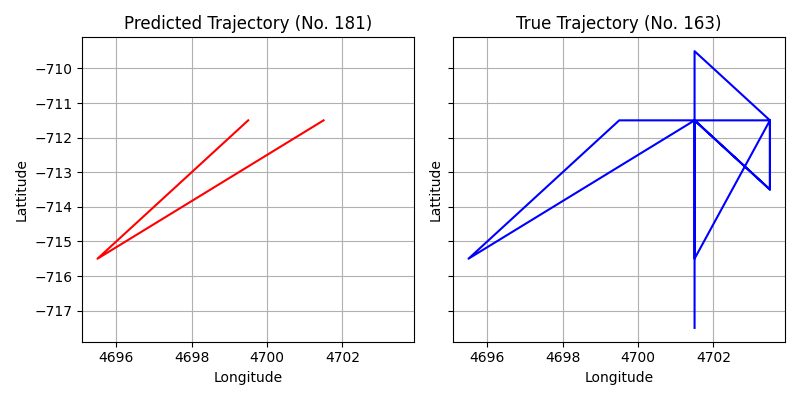 Predicted Trajectory (No. 181)
True Trajectory (No. 163)
Lattitude
−710
−711
−712
−713
−714
−715
−716
−717
4696
4698
4700
4702
Longitude
Lattitude
4696
4698
4700
4702
Longitude